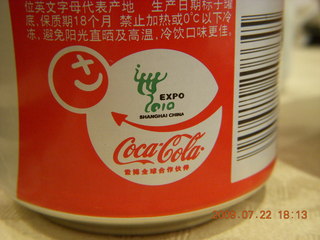 位英文字母代表产地 生产日期标于罐
底。保质期18个月 禁止加热或0℃以下冷
冻，避免阳光直晒及高温，冷饮口味更佳。
EXPO
2010
SHANGHAI CHINA
Coca-Cola
世博全球合作伙伴
2009.07.22 18:13